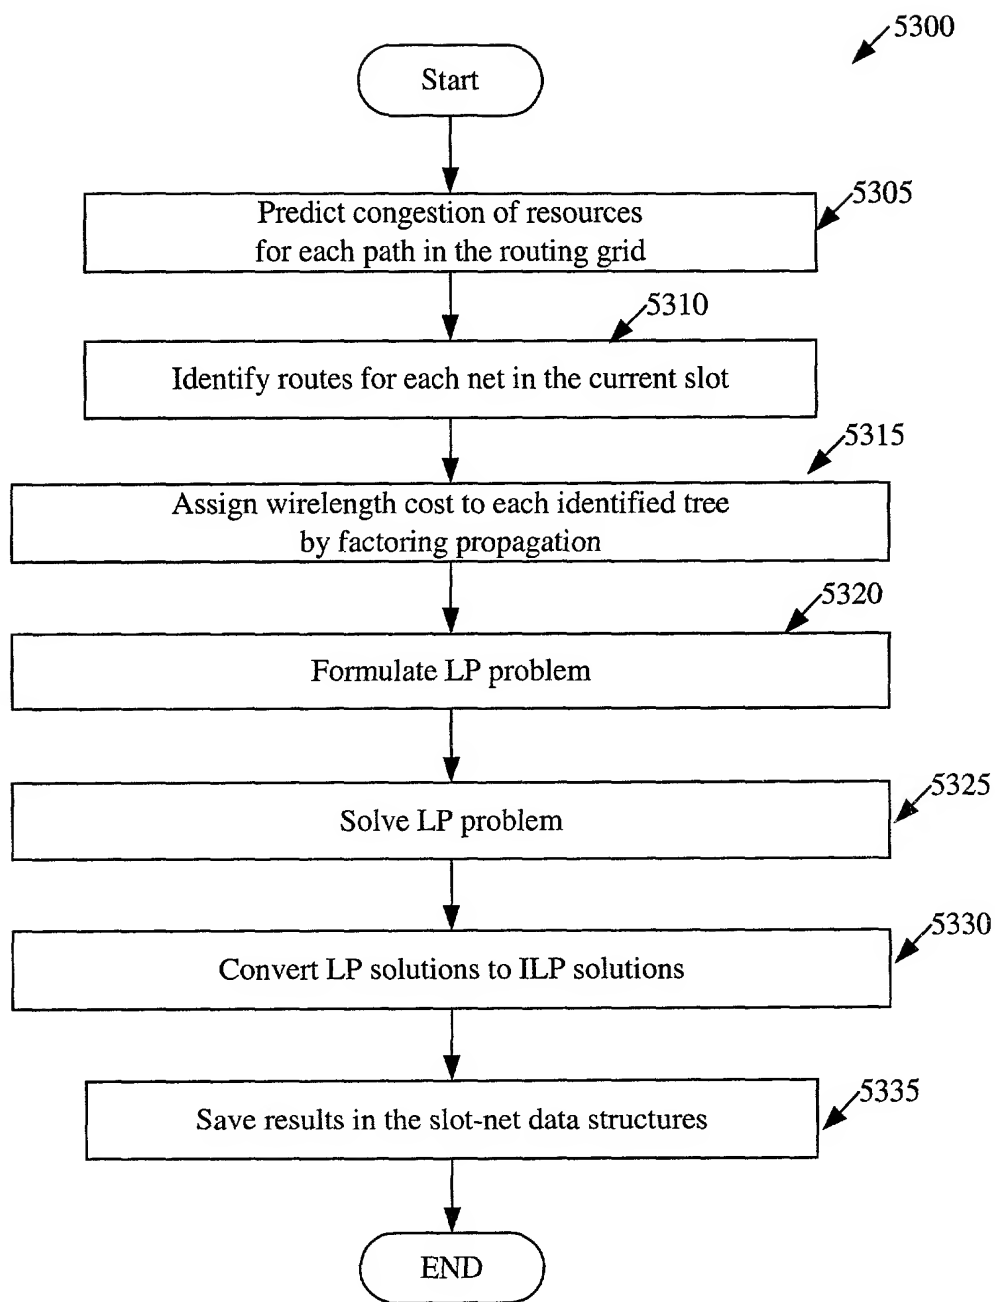 5300
Start
5305
Predict congestion of resources
for each path in the routing grid
5310
Identify routes for each net in the current slot
5315
Assign wirelength cost to each identified tree
by factoring propagation
5320
Formulate LP problem
5325
Solve LP problem
5330
Convert LP solutions to ILP solutions
5335
Save results in the slot-net data structures
END